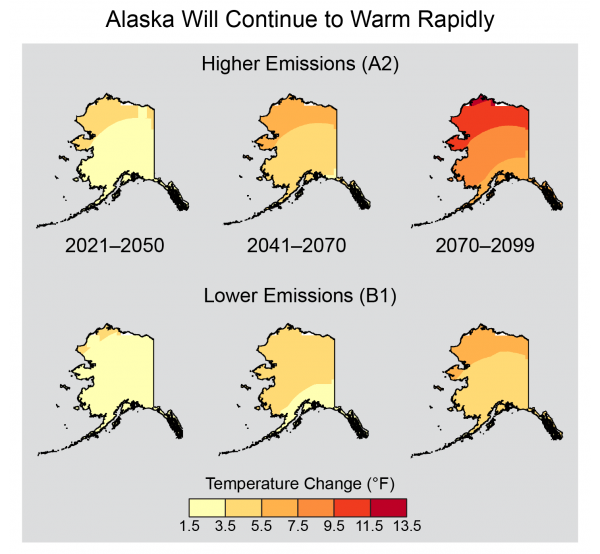 Alaska Will Continue to Warm Rapidly
Higher Emissions (A2)
2021–2050 2041–2070 2070–2099
Lower Emissions (B1)
Temperature Change (°F)
1.5 3.5 5.5 7.5 9.5 11.5 13.5